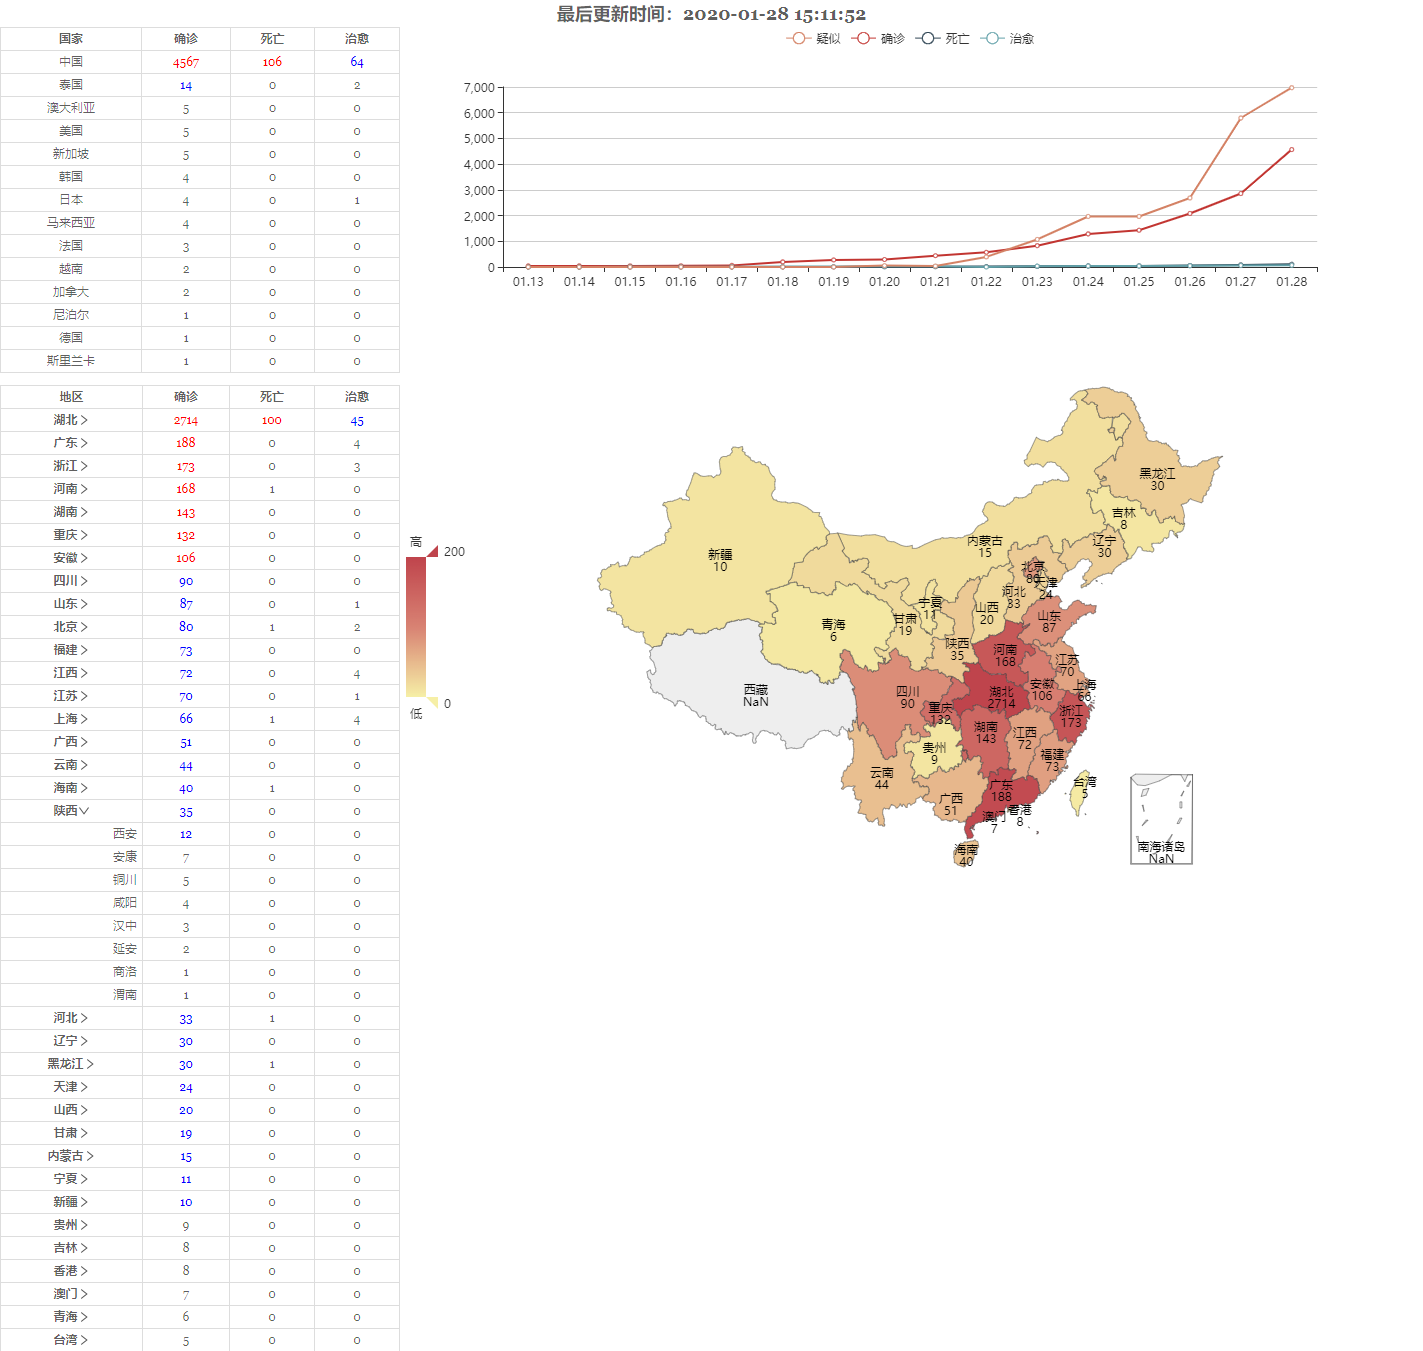 最后更新时间：2020-01-28 15:11:52
国家 确诊 死亡 治愈
中国 4567 106 64
泰国 14 0 2
澳大利亚 5 0 0
美国 5 0 0
新加坡 5 0 0
韩国 4 0 0
日本 4 0 1
马来西亚 4 0 0
法国 3 0 0
越南 2 0 0
加拿大 2 0 0
尼泊尔 1 0 0
德国 1 0 0
斯里兰卡 1 0 0
地区 确诊 死亡 治愈
湖北> 2714 100 45
广东> 188 0 4
浙江> 173 0 3
河南> 168 1 0
湖南> 143 0 0
重庆> 132 0 0
安徽> 106 0 0
四川> 90 0 0
山东> 87 0 1
北京> 80 1 2
福建> 73 0 0
江西> 72 0 4
江苏> 70 0 1
上海> 66 1 4
广西> 51 0 0
云南> 44 0 0
海南> 40 1 0
陕西∨ 35 0 0
西安 12 0 0
安康 7 0 0
铜川 5 0 0
咸阳 4 0 0
汉中 3 0 0
延安 2 0 0
商洛 1 0 0
渭南 1 0 0
河北> 33 1 0
辽宁> 30 0 0
黑龙江> 30 1 0
天津> 24 0 0
山西> 20 0 0
甘肃> 19 0 0
内蒙古> 15 0 0
宁夏> 11 0 0
新疆> 10 0 0
贵州> 9 0 0
吉林> 8 0 0
香港> 8 0 0
澳门> 7 0 0
青海> 6 0 0
台湾> 5 0 0
疑似 确诊 死亡 治愈
7,000
6,000
5,000
4,000
3,000
2,000
1,000
0
01.13 01.14 01.15 01.16 01.17 01.18 01.19 01.20 01.21 01.22 01.23 01.24 01.25 01.26 01.27 01.28
高
200
0
低
黑龙江
30
吉林
8
辽宁
30
内蒙古
15
新疆
10
北京
80
天津
24
河北
33
宁夏
11
山西
20
甘肃
19
青海
6
山东
87
陕西
35
河南
168
江苏
70
西藏
NaN
四川
90
湖北
2714
安徽
106
上海
66
重庆
132
浙江
173
湖南
143
江西
72
贵州
9
福建
73
云南
44
广西
51
广东
188
台湾
5
澳门
7
香港
8
海南
40
南海诸岛
NaN